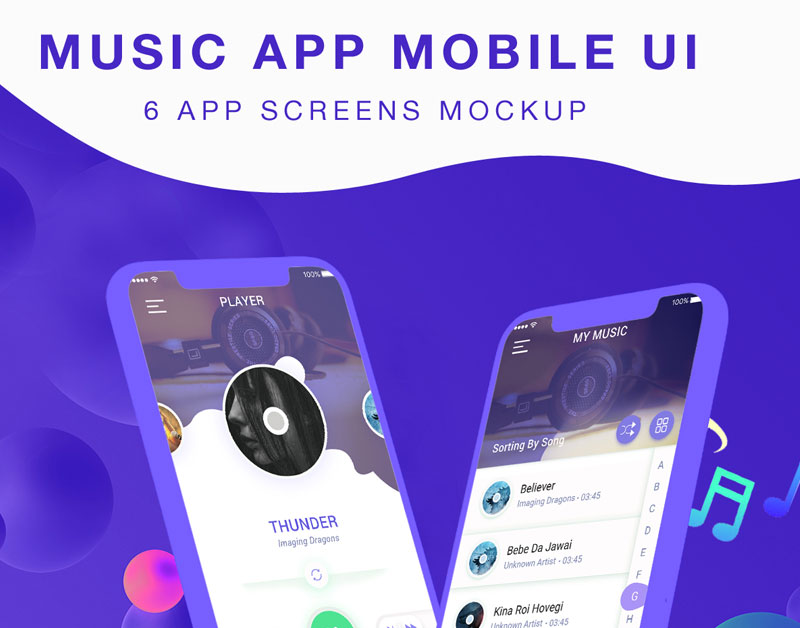 MUSIC APP MOBILE UI
6 APP SCREENS MOCKUP
100%
PLAYER
THUNDER
Imaging Dragons
100%
MY MUSIC
Sorting By Song
Believer
Imaging Dragons • 03:45
Bebe Da Jawai
Unknown Artist • 03:45
Kina Roi Hovegi
Unknown Artist • 03:45
A
B
C
D
E
F
G
H